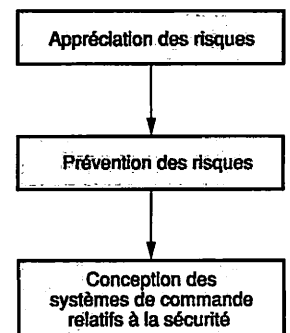 Appréciation des risques
Prévention des risques
Conception des
systèmes de commande
relatifs à la sécurité